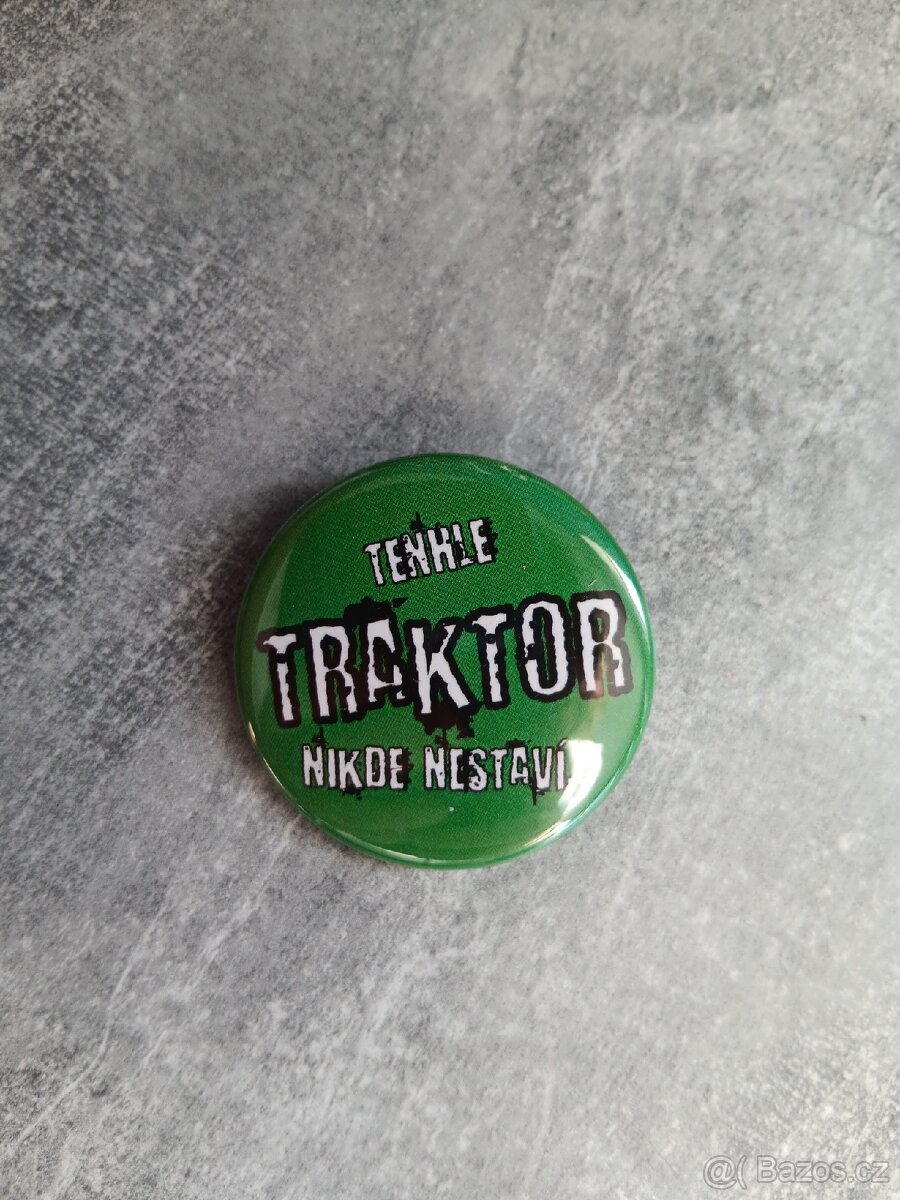 TENHLE
TRAKTOR
NIKDE NESTAVÍ
@( Bazos.cz